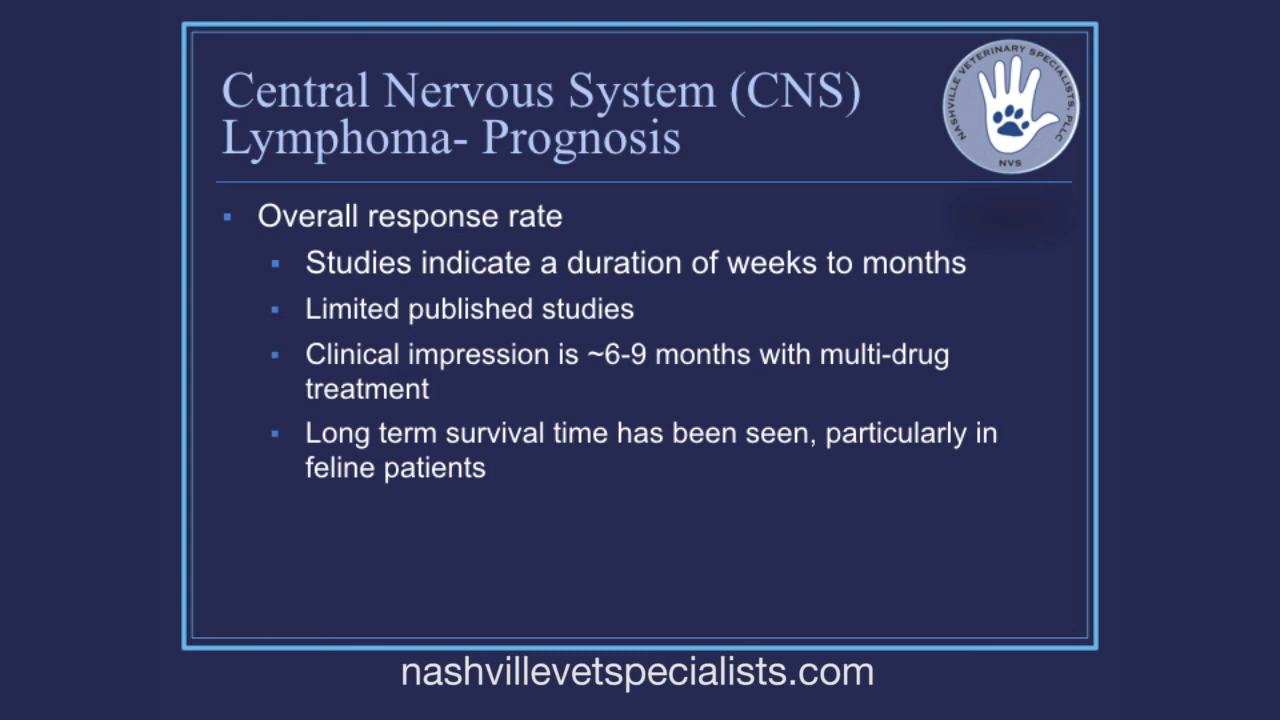 Central Nervous System (CNS)
Lymphoma- Prognosis
NASHVILLE VETERINARY SPECIALISTS, PLLC
NVS
▪ Overall response rate
▪ Studies indicate a duration of weeks to months
▪ Limited published studies
▪ Clinical impression is ~6-9 months with multi-drug
treatment
▪ Long term survival time has been seen, particularly in
feline patients
nashvillevetspecialists.com